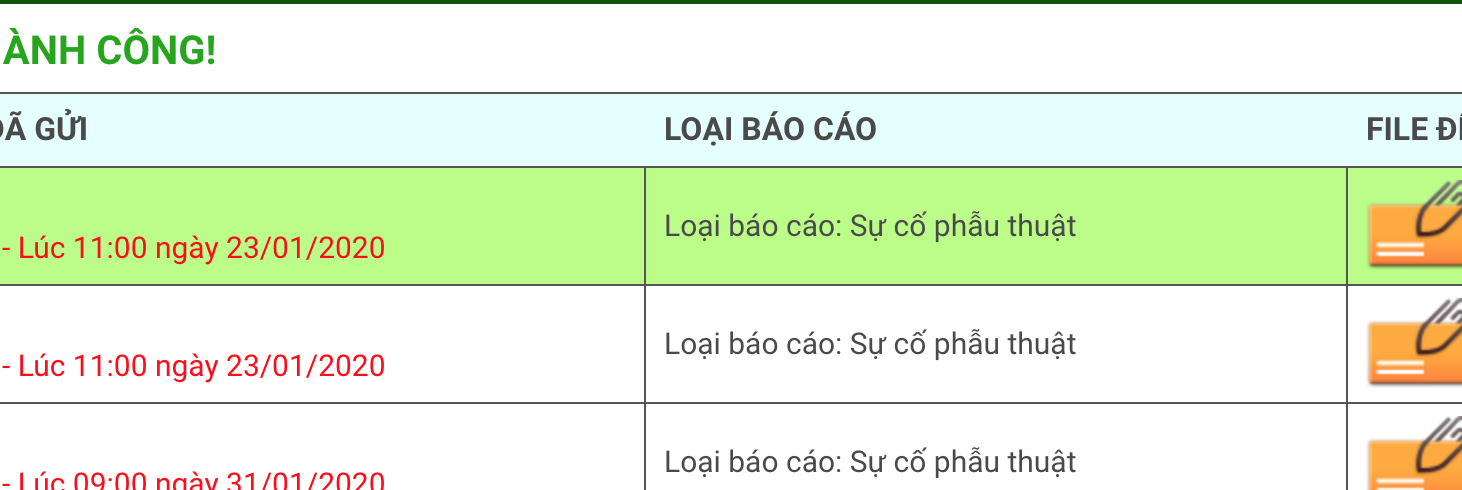 ÀNH CÔNG!
ĐÃ GỬI LOẠI BÁO CÁO FILE
Loại báo cáo: Sự cố phẫu thuật
- Lúc 11:00 ngày 23/01/2020
Loại báo cáo: Sự cố phẫu thuật
- Lúc 11:00 ngày 23/01/2020
Loại báo cáo: Sự cố phẫu thuật
- Lúc 09:00 ngày 31/01/2020